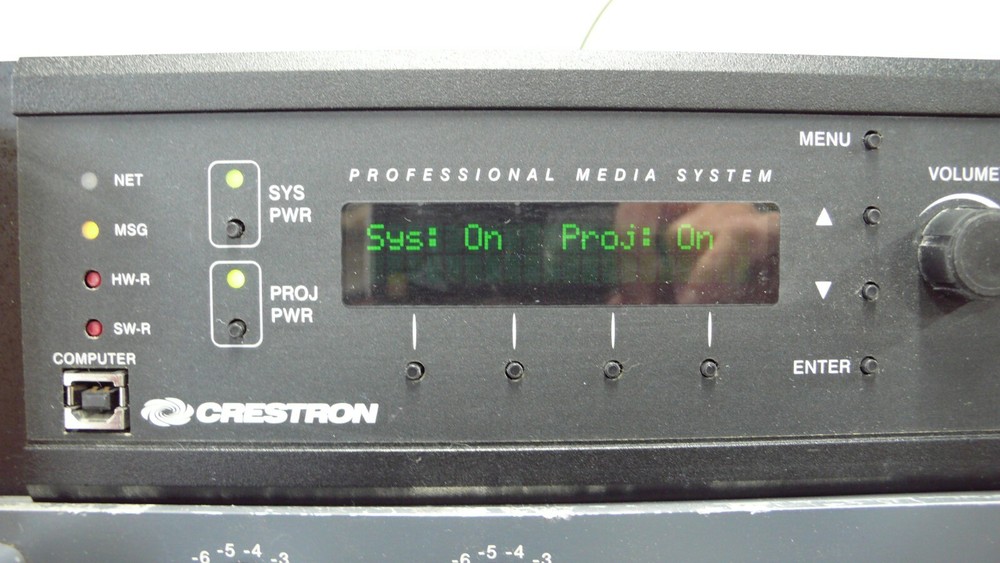 MENU
PROFESSIONAL MEDIA SYSTEM
VOLUME
NET
SYS
PWR
MSG
Sys: On Proj: On
HW-R
PROJ
PWR
SW-R
COMPUTER
ENTER
CRESTRON
-6 -5 -4 -3
-6 -5 -4 -3